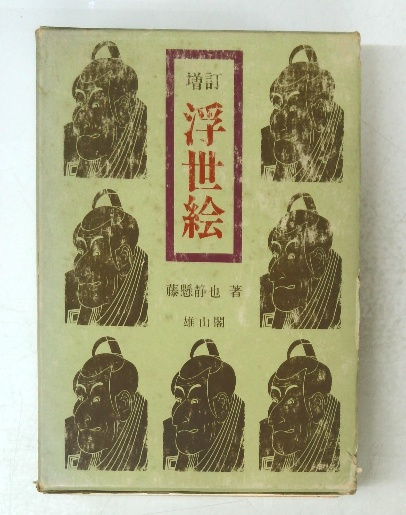 増訂
浮世絵
藤懸静也 著
雄山閣